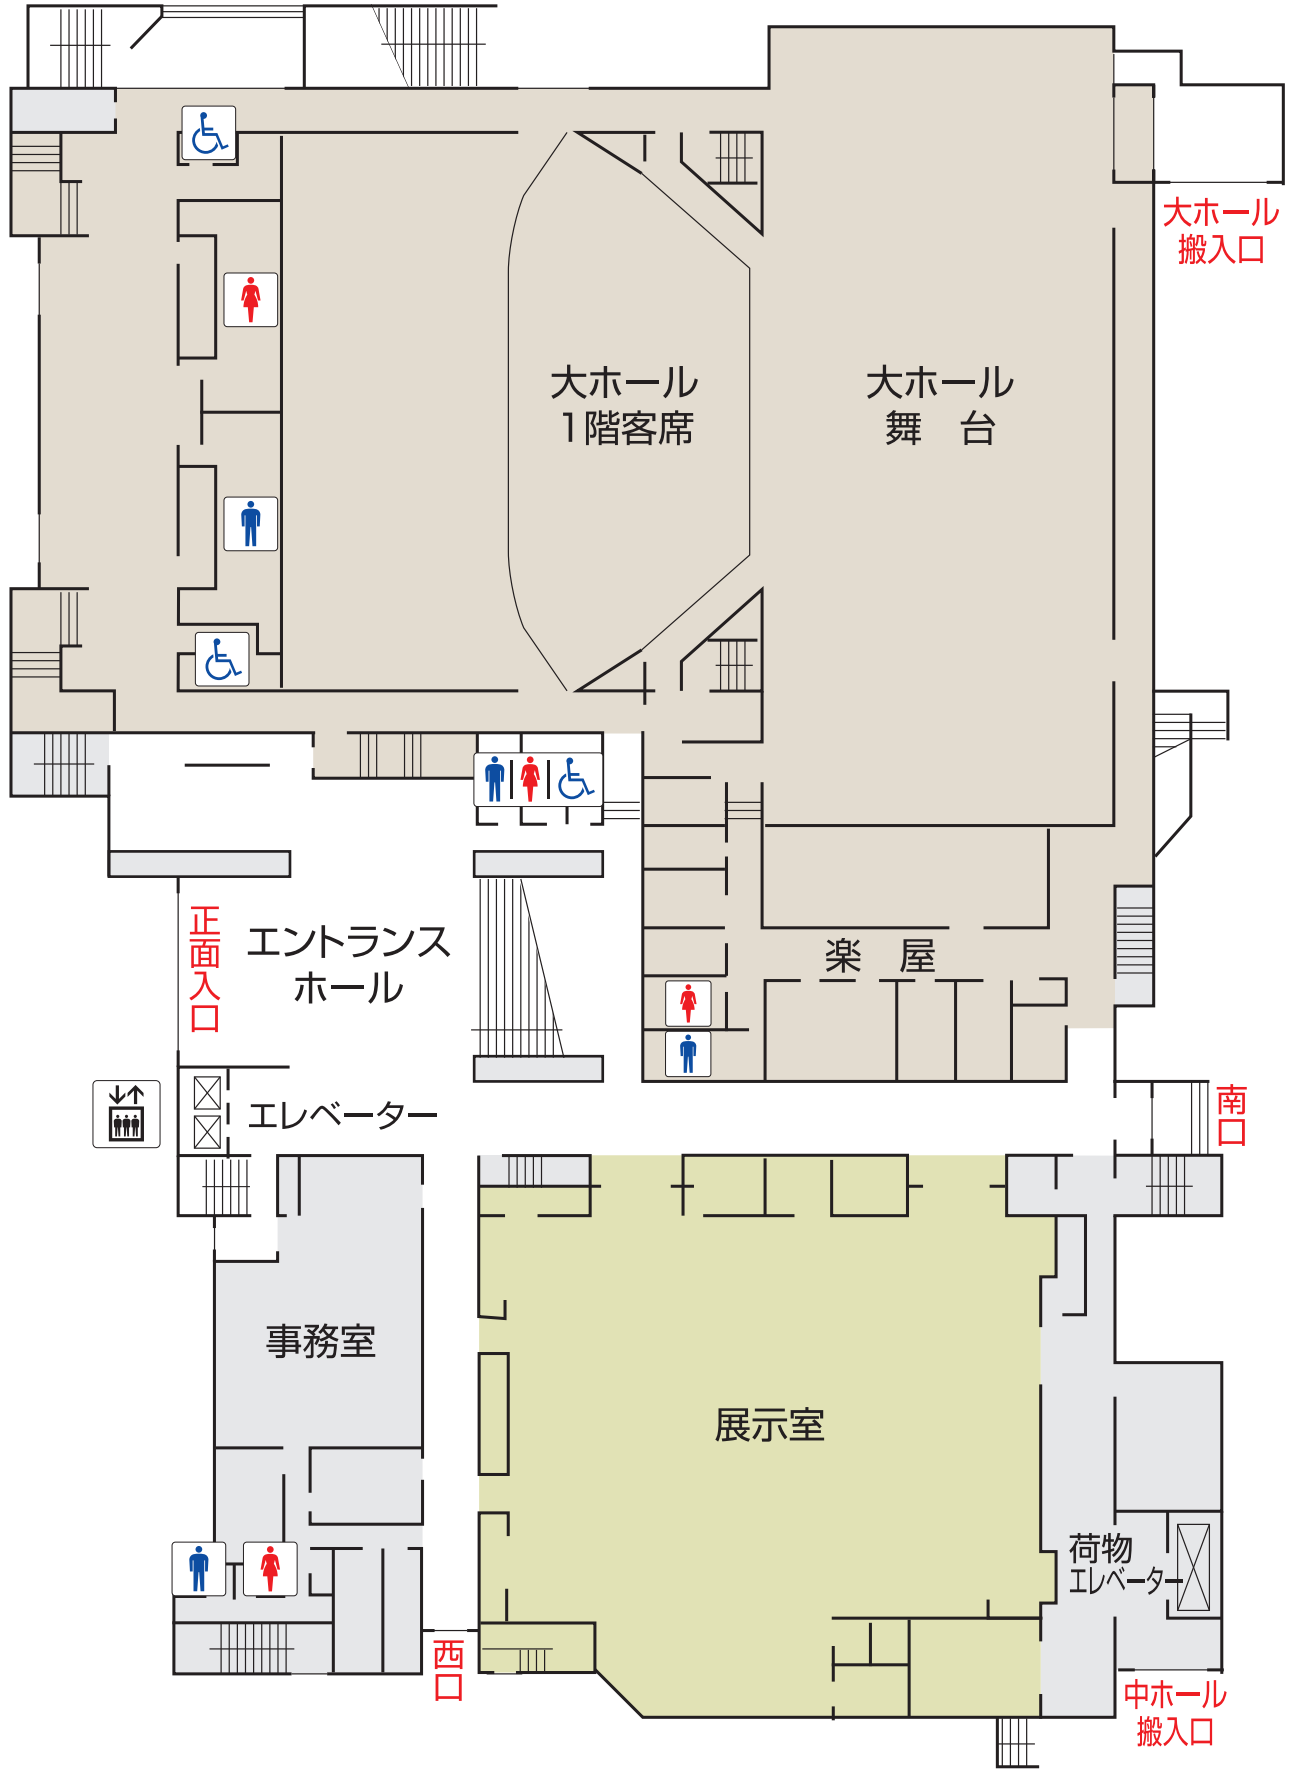 大ホール
搬入口
大ホール
1階客席
大ホール
舞　台
正面入口
エントランス
ホール
楽　屋
エレベーター
南口
事務室
展示室
荷物
エレベーター
西口
中ホール
搬入口